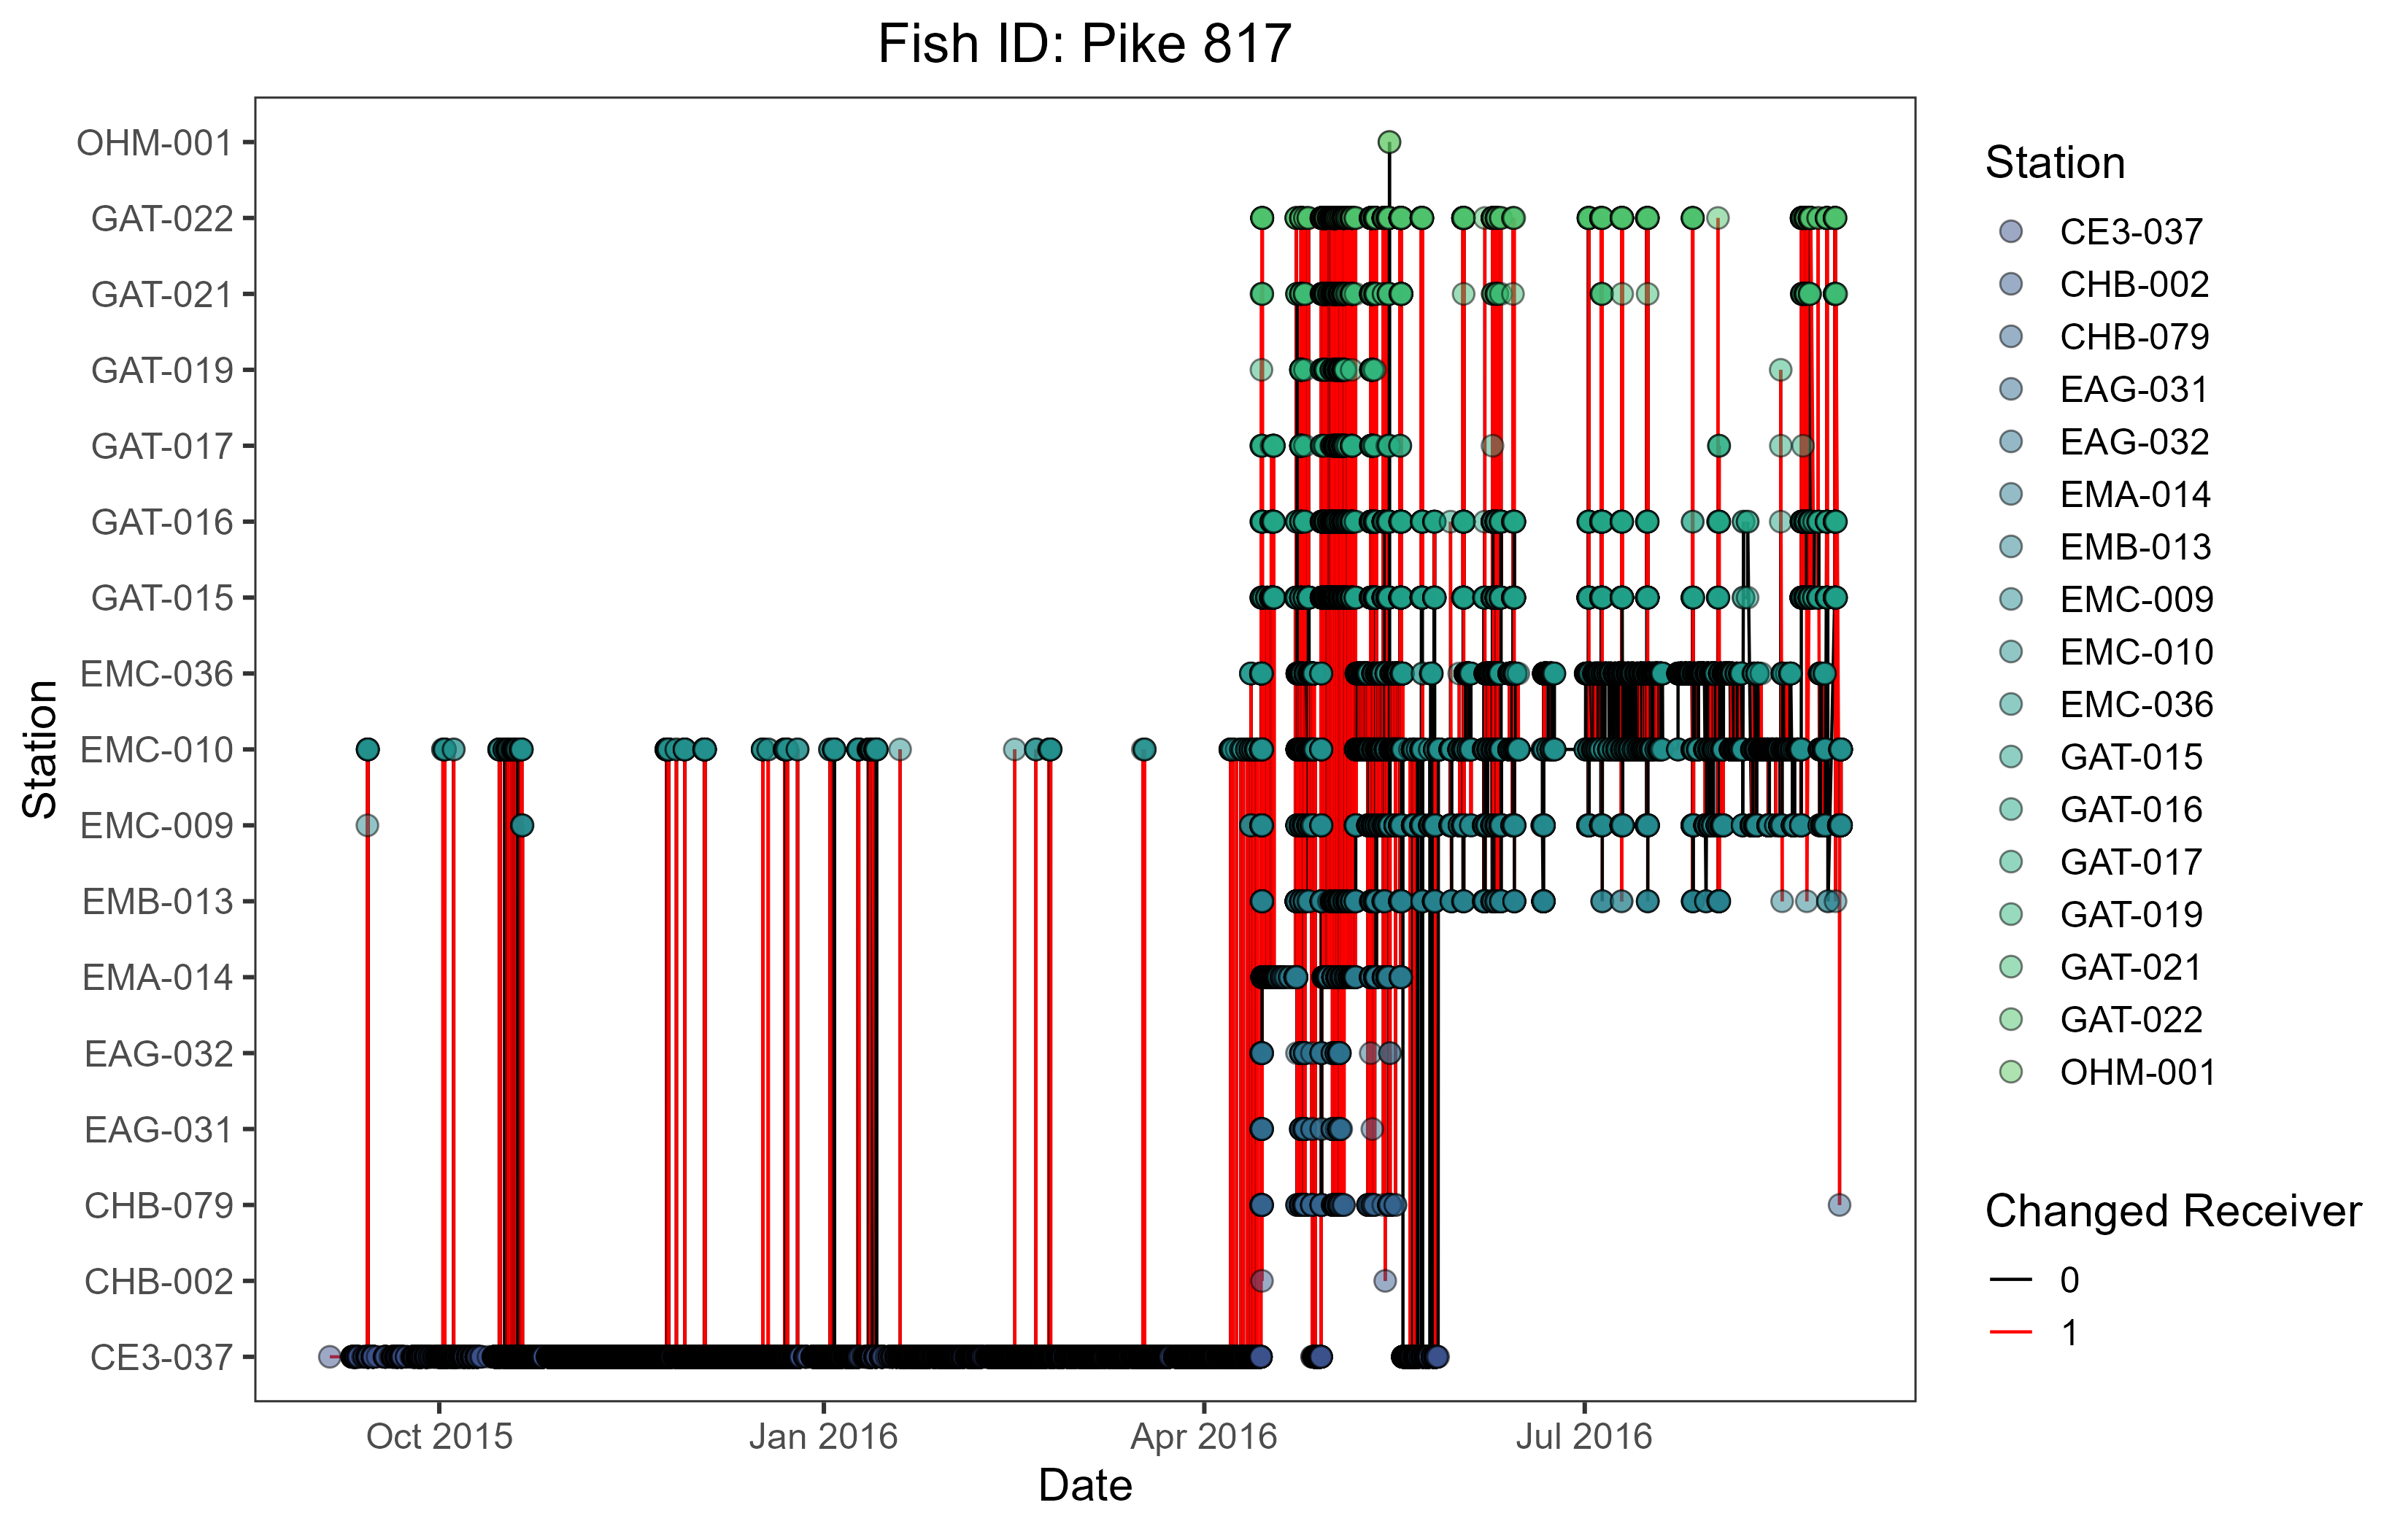 Fish ID: Pike 817
Station
OHM-001
GAT-022
GAT-021
GAT-019
GAT-017
GAT-016
GAT-015
EMC-036
EMC-010
EMC-009
EMB-013
EMA-014
EAG-032
EAG-031
CHB-079
CHB-002
CE3-037
Oct 2015
Jan 2016
Apr 2016
Jul 2016
Date
Station
CE3-037
CHB-002
CHB-079
EAG-031
EAG-032
EMA-014
EMB-013
EMC-009
EMC-010
EMC-036
GAT-015
GAT-016
GAT-017
GAT-019
GAT-021
GAT-022
OHM-001
Changed Receiver
0
1